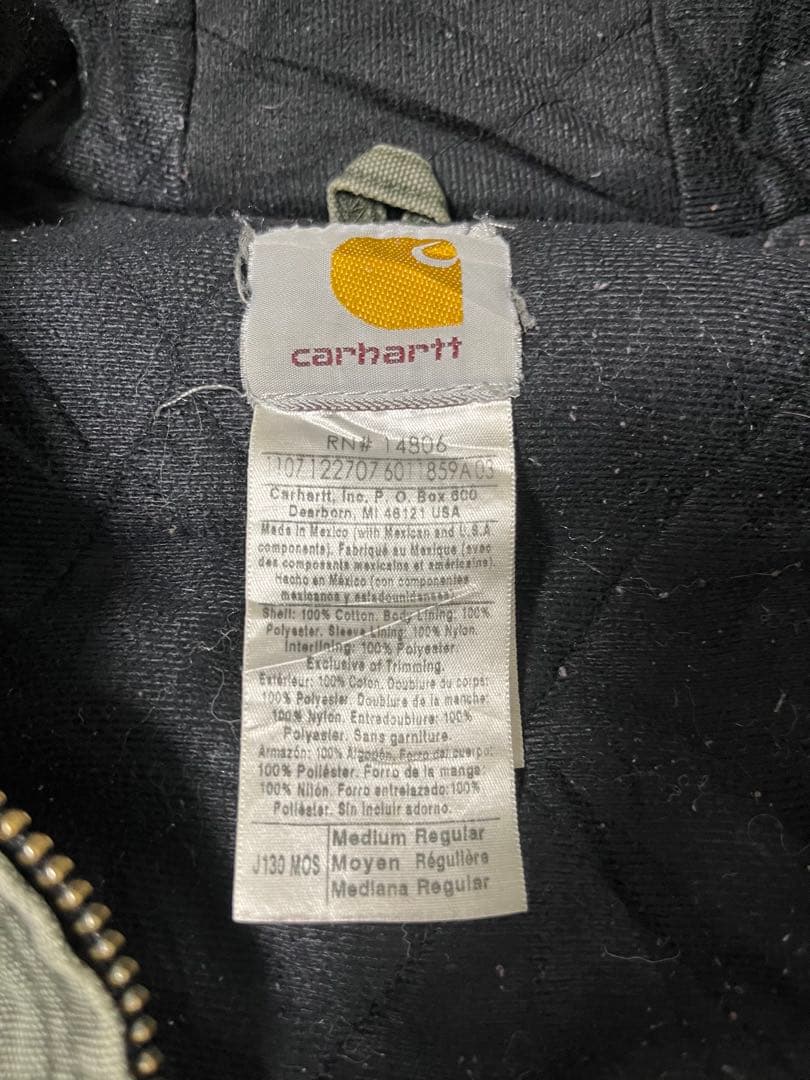 carhartt
RN# 14806
1107122707 6011859A 03
Carhartt, Inc. P. O. Box 600
Dearborn, MI 48121 USA
Made in Mexico (with Mexican and U.S.A
components). Fabriqué au Mexique (avec
des composants mexicains et américains).
Hecho en México (con componentes
mexicanos y estadounidenses)
Shell: 100% Cotton. Body Lining: 100%
Polyester. Sleeve Lining: 100% Nylon.
Interlining: 100% Polyester.
Exclusive of Trimming.
Extérieur: 100% Coton. Doublure du corps:
100% Polyester. Doublure de la manche:
100% Nylon. Entredoublure: 100%
Polyester. Sans garniture.
Armazón: 100% Algodón. Forro del cuerpo:
100% Poliéster. Forro de la manga:
100% Nilón. Forro entrelazado: 100%
Poliéster. Sin incluir adorno.
J130 MOS
Medium Regular
Moyen Régulière
Mediana Regular